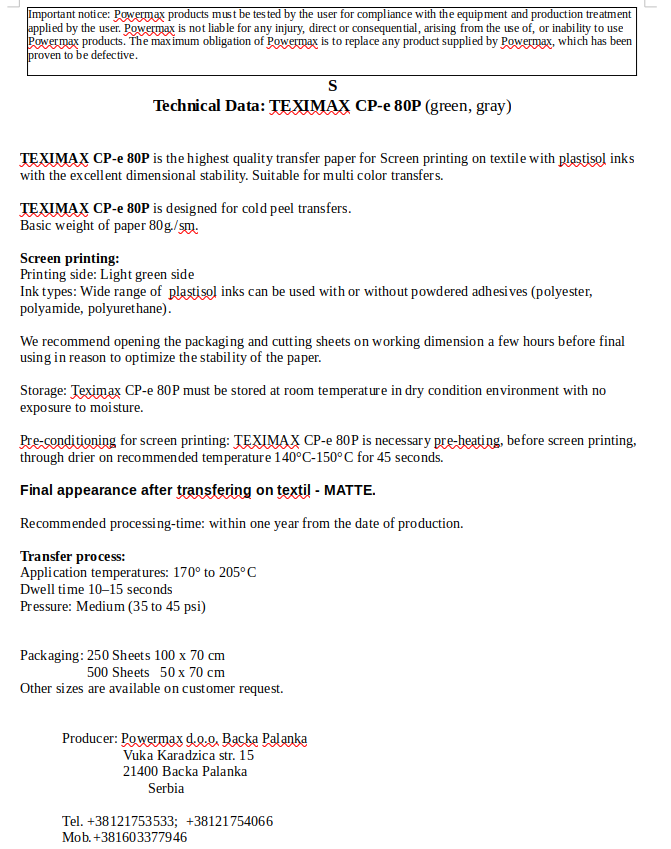 Important notice: Powermax products must be tested by the user for compliance with the equipment and production treatment
applied by the user. Powermax is not liable for any injury, direct or consequential, arising from the use of, or inability to use
Powermax products. The maximum obligation of Powermax is to replace any product supplied by Powermax, which has been
proven to be defective.
S
Technical Data: TEXIMAX CP-e 80P (green, gray)
TEXIMAX CP-e 80P is the highest quality transfer paper for Screen printing on textile with plastisol inks
with the excellent dimensional stability. Suitable for multi color transfers.
TEXIMAX CP-e 80P is designed for cold peel transfers.
Basic weight of paper 80g./sm.
Screen printing:
Printing side: Light green side
Ink types: Wide range of plastisol inks can be used with or without powdered adhesives (polyester,
polyamide, polyurethane).
We recommend opening the packaging and cutting sheets on working dimension a few hours before final
using in reason to optimize the stability of the paper.
Storage: Teximax CP-e 80P must be stored at room temperature in dry condition environment with no
exposure to moisture.
Pre-conditioning for screen printing: TEXIMAX CP-e 80P is necessary pre-heating, before screen printing,
through drier on recommended temperature 140°C-150°C for 45 seconds.
Final appearance after transfering on textil - MATTE.
Recommended processing-time: within one year from the date of production.
Transfer process:
Application temperatures: 170° to 205°C
Dwell time 10–15 seconds
Pressure: Medium (35 to 45 psi)
Packaging: 250 Sheets 100 x 70 cm
500 Sheets 50 x 70 cm
Other sizes are available on customer request.
Producer: Powermax d.o.o. Backa Palanka
Vuka Karadzica str. 15
21400 Backa Palanka
Serbia
Tel. +38121753533; +38121754066
Mob.+381603377946